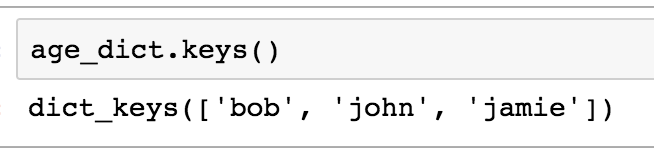 age_dict.keys()
dict_keys(['bob', 'john', 'jamie'])